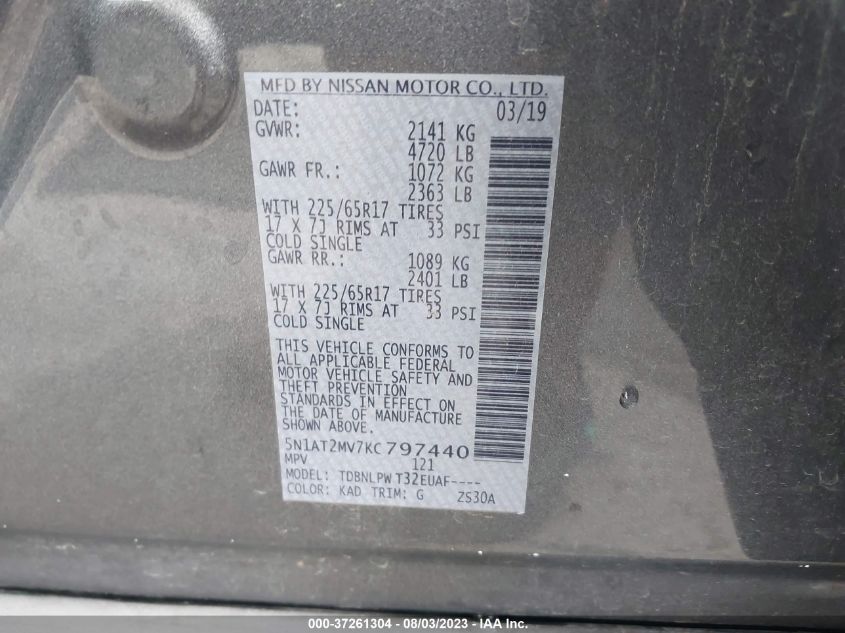 MFD BY NISSAN MOTOR CO., LTD.
DATE: 03/19
GVWR: 2141 KG
4720 LB
GAWR FR.: 1072 KG
2363 LB
WITH 225/65R17 TIRES
17 X 7J RIMS AT 33 PSI
COLD SINGLE
GAWR RR.: 1089 KG
2401 LB
WITH 225/65R17 TIRES
17 X 7J RIMS AT 33 PSI
COLD SINGLE
THIS VEHICLE CONFORMS TO
ALL APPLICABLE FEDERAL
MOTOR VEHICLE SAFETY AND
THEFT PREVENTION
STANDARDS IN EFFECT ON
THE DATE OF MANUFACTURE
SHOWN ABOVE.
5N1AT2MV7KC797440
MPV 121
MODEL: TDBNLPW T32EUAF----
COLOR: KAD TRIM: G ZS30A
000-37261304 - 08/03/2023 - IAA Inc.